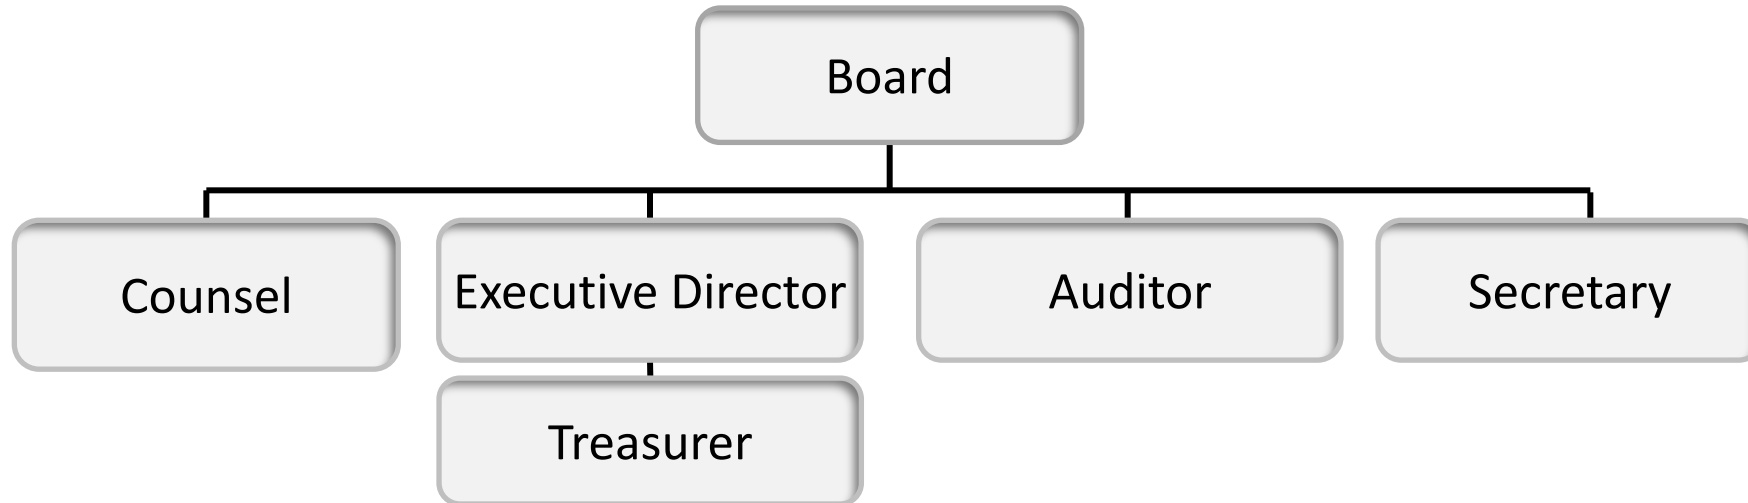 Board
Counsel
Executive Director
Auditor
Secretary
Treasurer